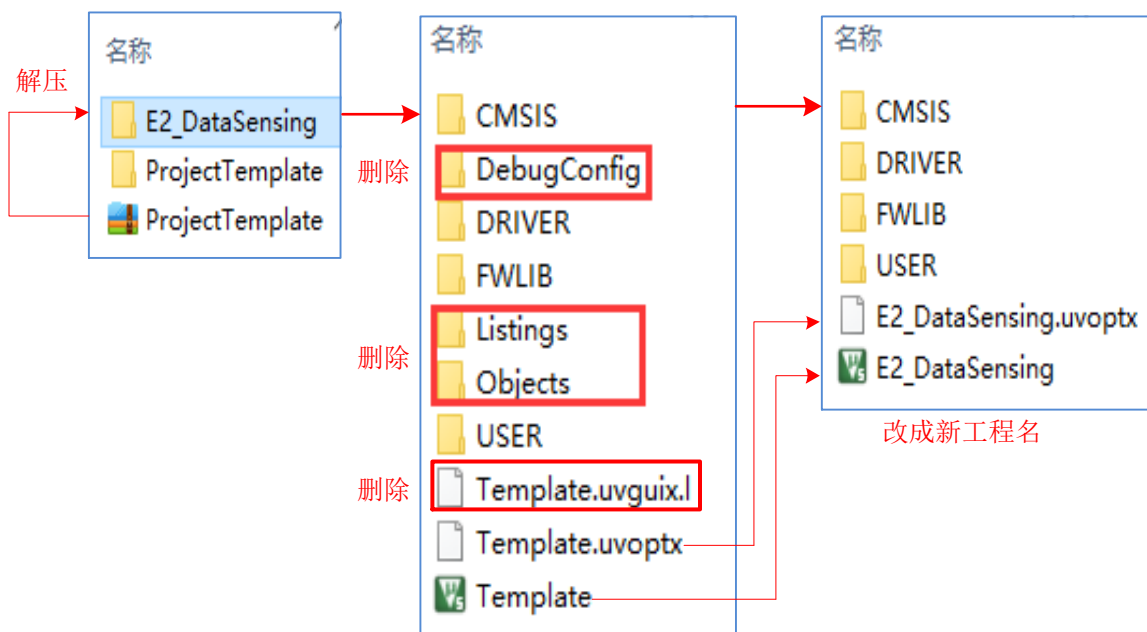 名称
解压
E2_DataSensing
ProjectTemplate
ProjectTemplate
名称
CMSIS
删除
DebugConfig
DRIVER
FWLIB
Listings
删除
Objects
USER
删除
Template.uvguix.l
Template.uvoptx
Template
名称
CMSIS
DRIVER
FWLIB
USER
E2_DataSensing.uvoptx
E2_DataSensing
改成新工程名